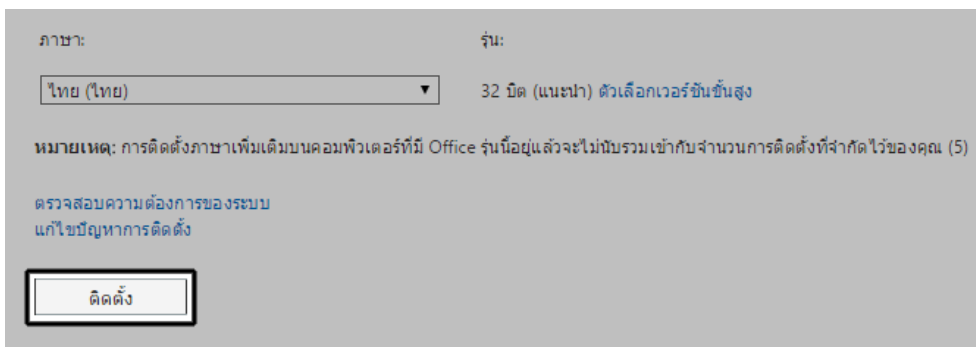 ภาษา: รุ่น:
ไทย (ไทย) 32 บิต (แนะนำ) ตัวเลือกเวอร์ชันขั้นสูง
หมายเหตุ: การติดตั้งภาษาเพิ่มเติมบนคอมพิวเตอร์ที่มี Office รุ่นนี้อยู่แล้วจะไม่นับรวมเข้ากับจำนวนการติดตั้งที่จำกัดไว้ของคุณ (5)
ตรวจสอบความต้องการของระบบ
แก้ไขปัญหาการติดตั้ง
ติดตั้ง